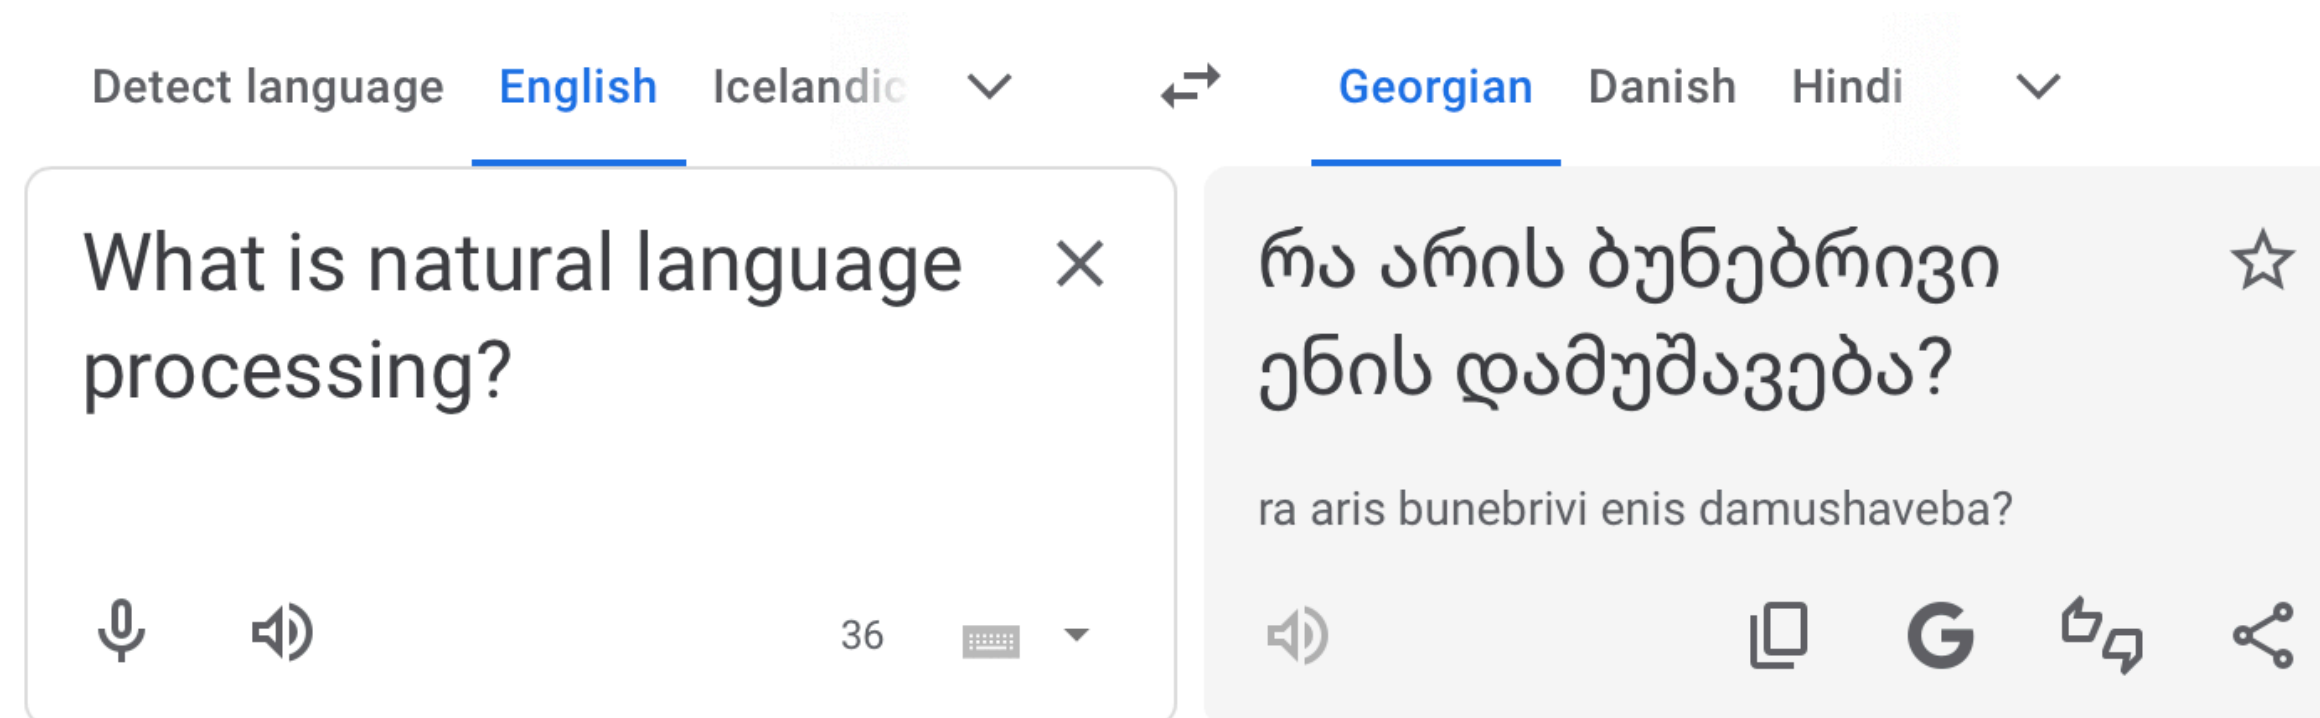 Detect language English Icelandic Georgian Danish Hindi
What is natural language
processing?
36
რა არის ბუნებრივი
ენის დამუშავება?
ra aris bunebrivi enis damushaveba?